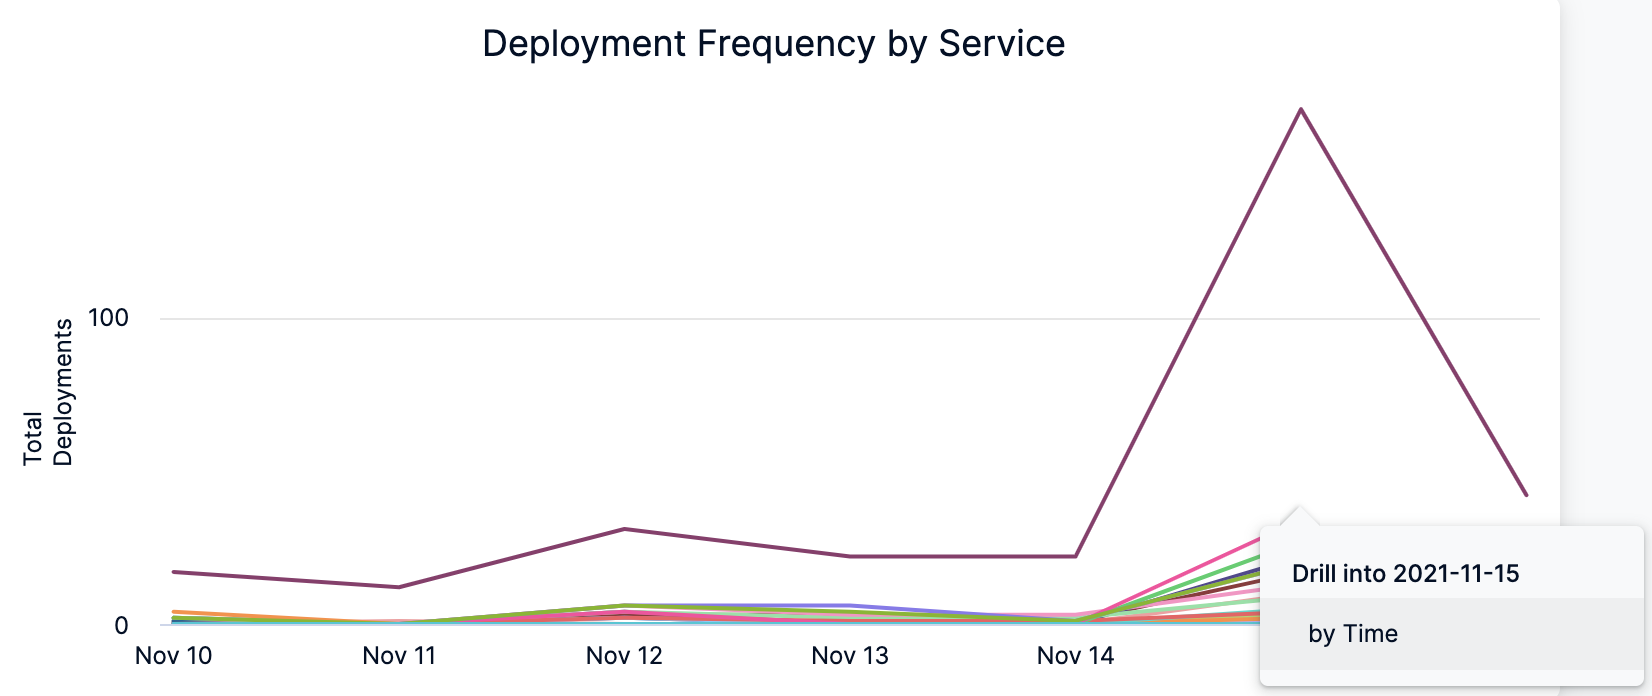 Deployment Frequency by Service
Total
Deployments
100
0
Nov 10
Nov 11
Nov 12
Nov 13
Nov 14
Drill into 2021-11-15
by Time